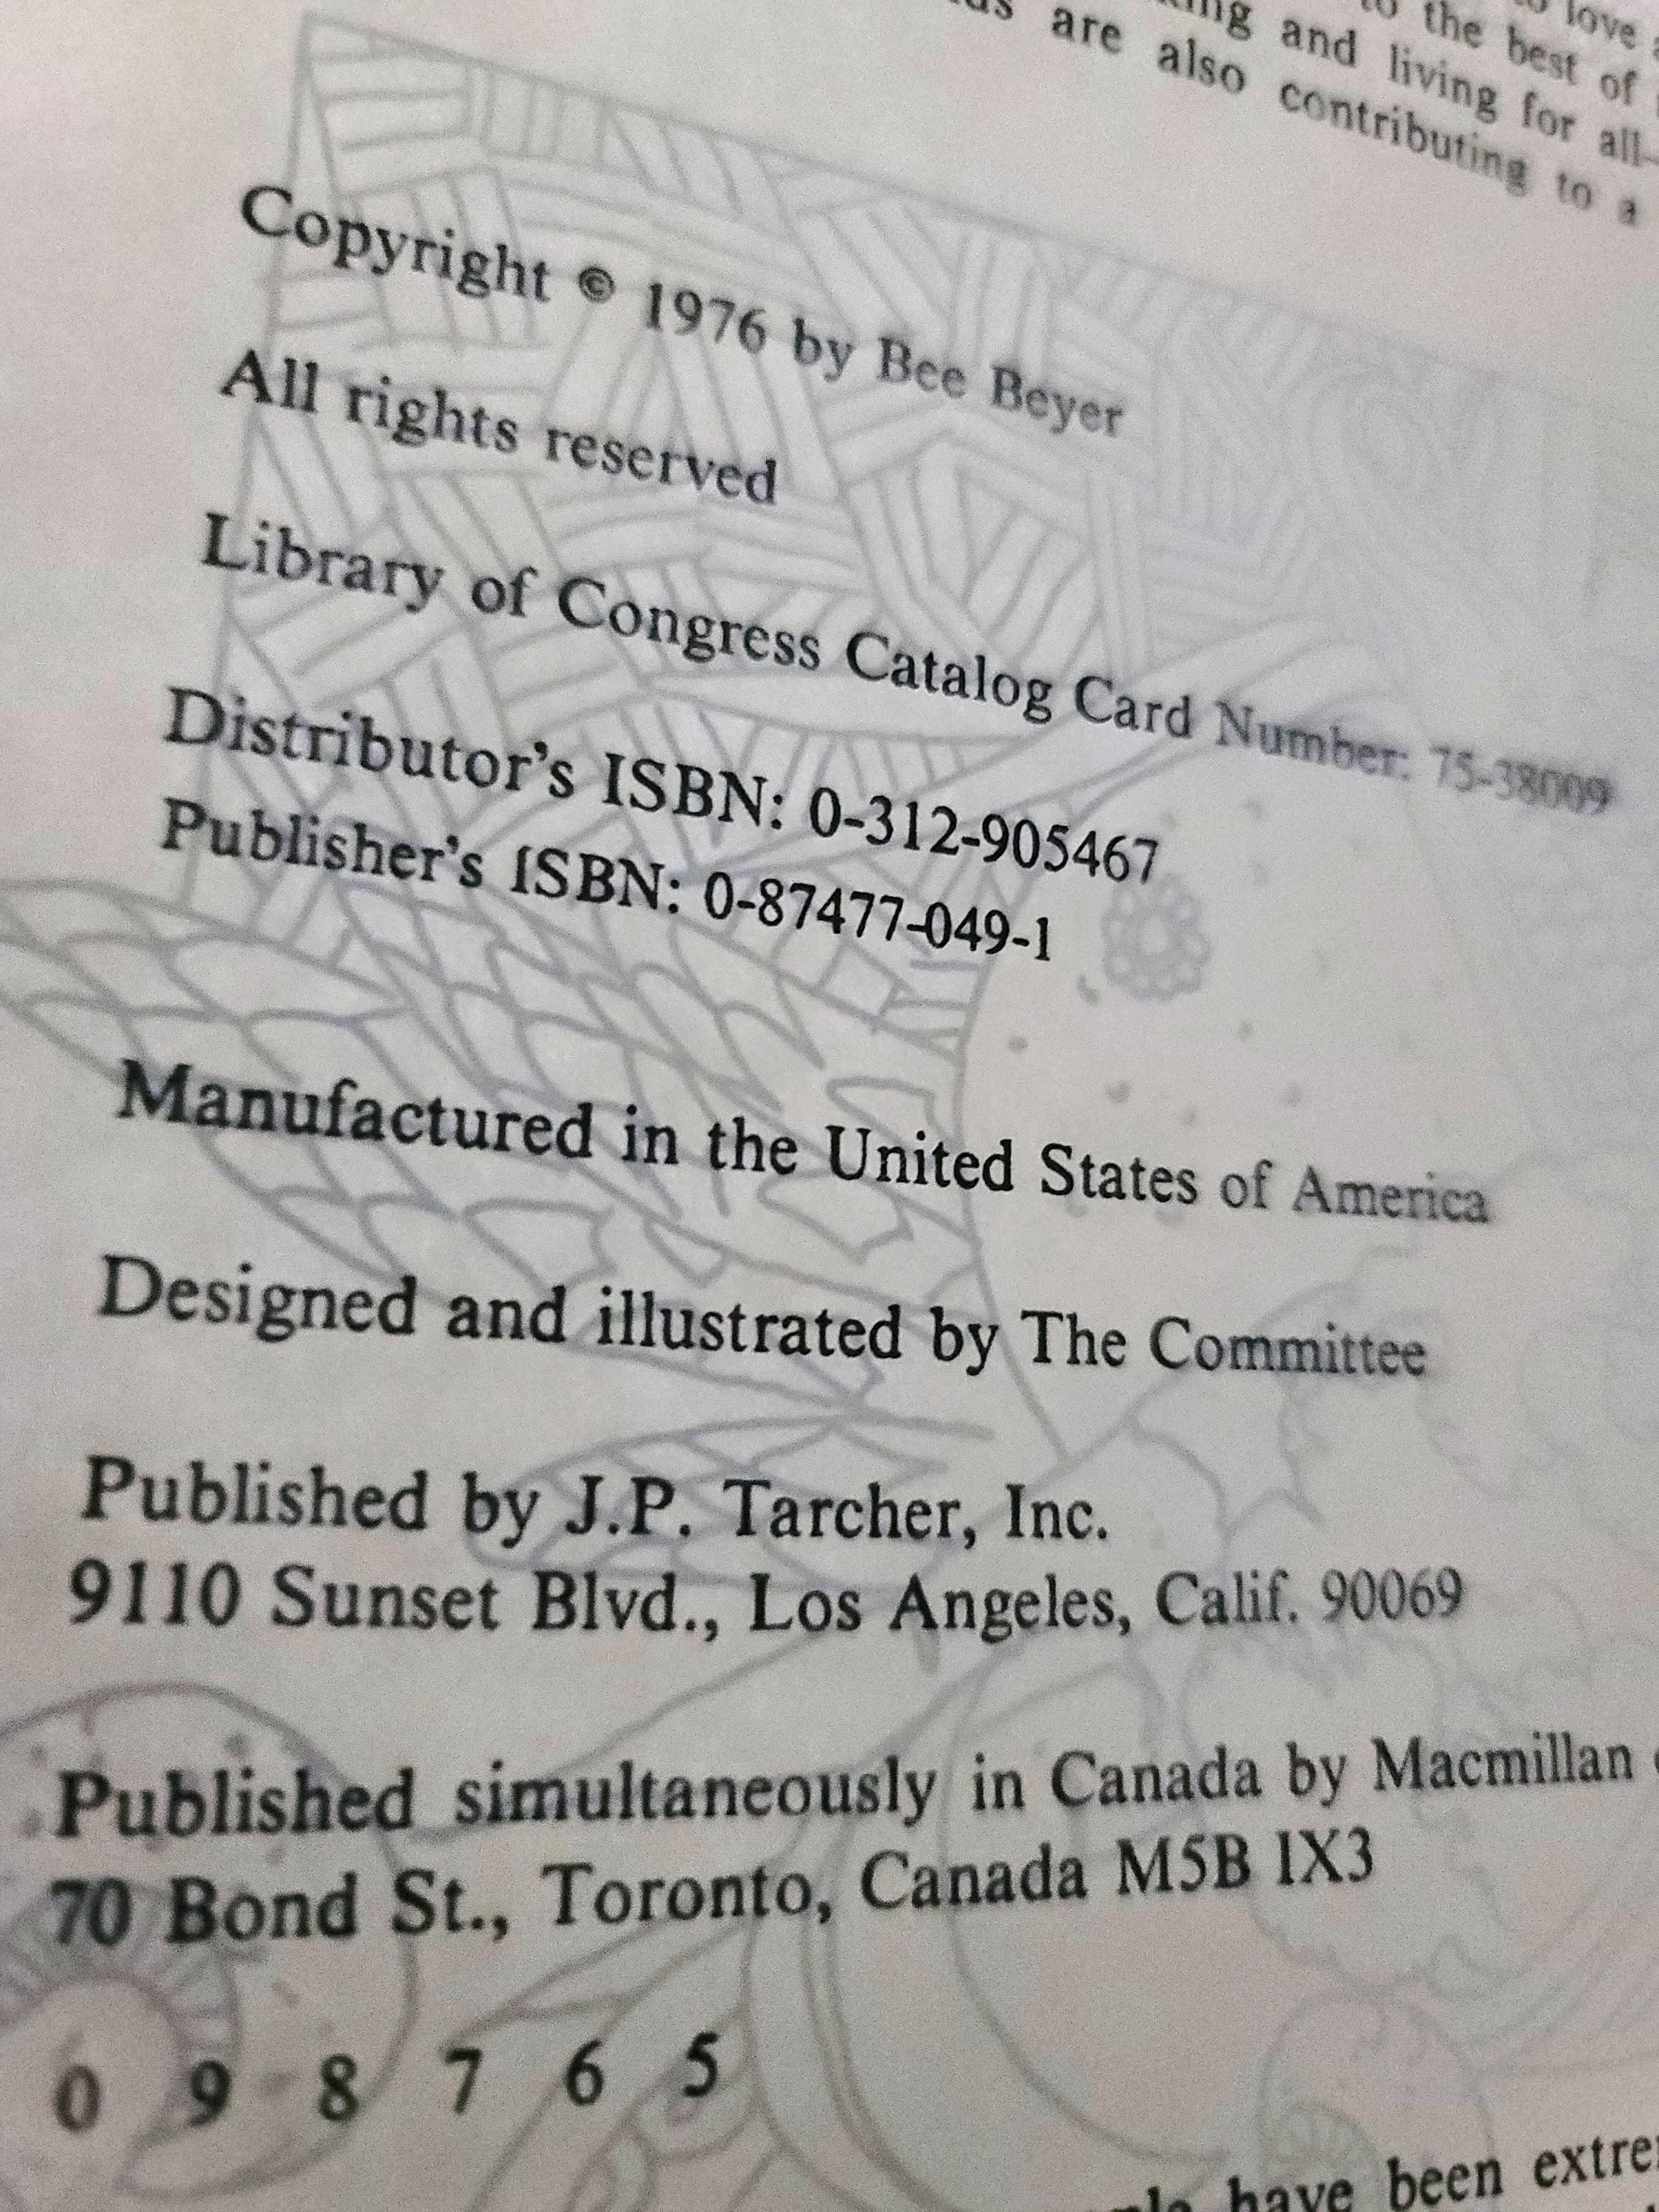 love
to the best of
and living for all—
are also contributing to a
Copyright © 1976 by Bee Beyer
All rights reserved
Library of Congress Catalog Card Number: 75-38009
Distributor's ISBN: 0-312-905467
Publisher's ISBN: 0-87477-049-1
Manufactured in the United States of America
Designed and illustrated by The Committee
Published by J.P. Tarcher, Inc.
9110 Sunset Blvd., Los Angeles, Calif. 90069
Published simultaneously in Canada by Macmillan
70 Bond St., Toronto, Canada M5B 1X3
0 9 8 7 6 5
have been